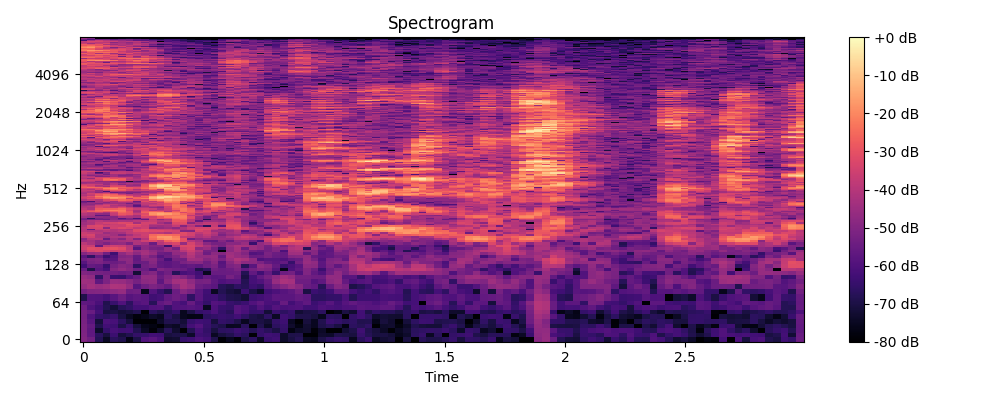 Spectrogram
Hz
4096
2048
1024
512
256
128
64
0
0
0.5
1
1.5
2
2.5
Time
+0 dB
-10 dB
-20 dB
-30 dB
-40 dB
-50 dB
-60 dB
-70 dB
-80 dB